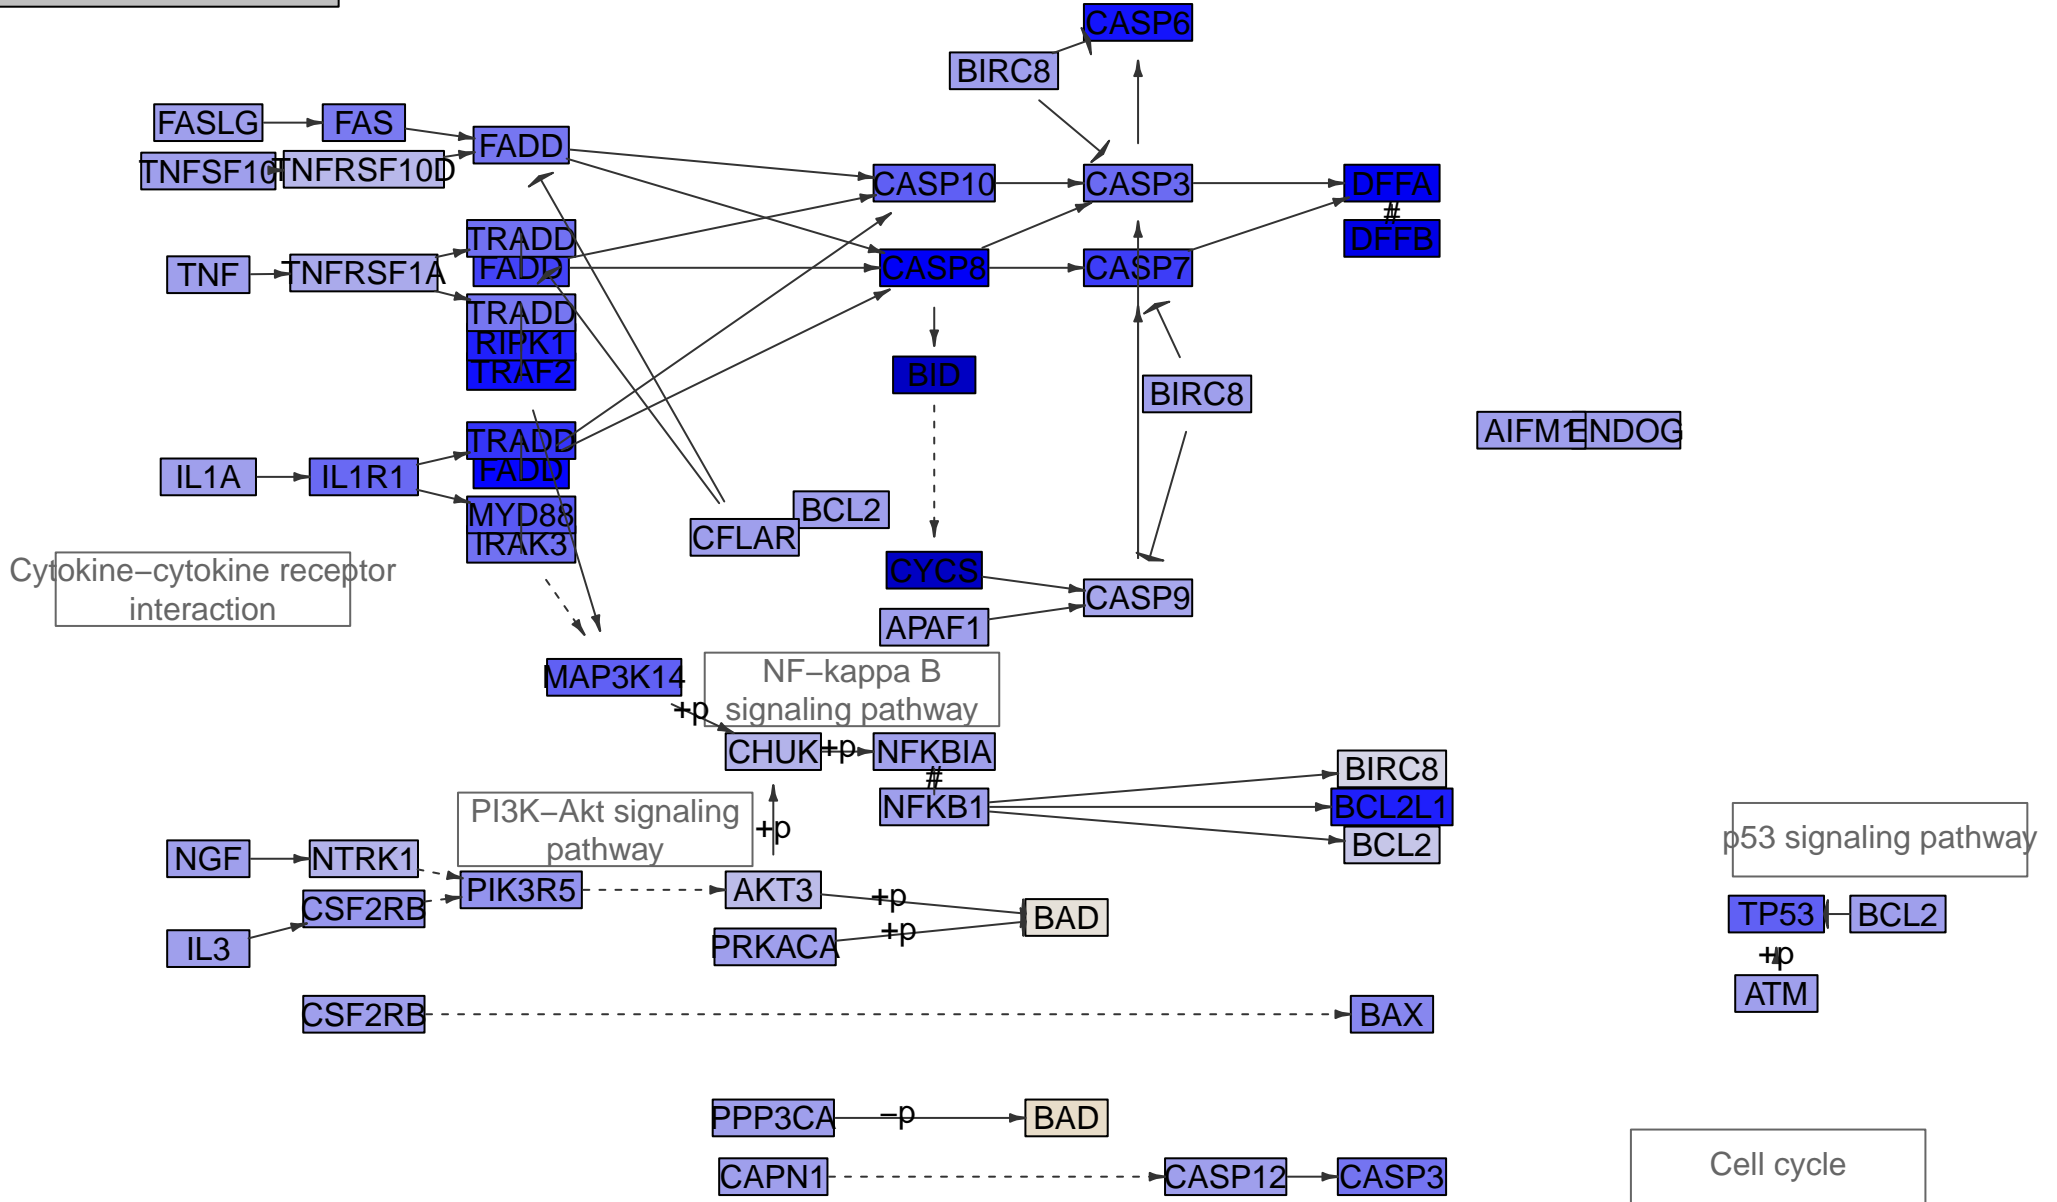 CASP6
BIRC8
FASLG
FAS
FADD
TNFSF10
TNFRSF10D
CASP10
CASP3
DFFA
#
DFFB
TRADD
FADD
TNF
TNFRSF1A
CASP8
CASP7
TRADD
RIPK1
TRAF2
BID
BIRC8
TRADD
FADD
AIFM1
ENDOG
IL1A
IL1R1
MYD88
IRAK3
BCL2
CFLAR
Cytokine–cytokine receptor
interaction
CYCS
CASP9
APAF1
MAP3K14
NF–kappa B
signaling pathway
+p
CHUK
+p
NFKBIA
#
NFKB1
BIRC8
BCL2L1
BCL2
PI3K–Akt signaling
pathway
+p
p53 signaling pathway
NGF
NTRK1
CSF2RB
PIK3R5
AKT3
+p
BAD
TP53
BCL2
IL3
PRKACA
+p
+p
ATM
CSF2RB
BAX
PPP3CA
–p
BAD
CAPN1
CASP12
CASP3
Cell cycle